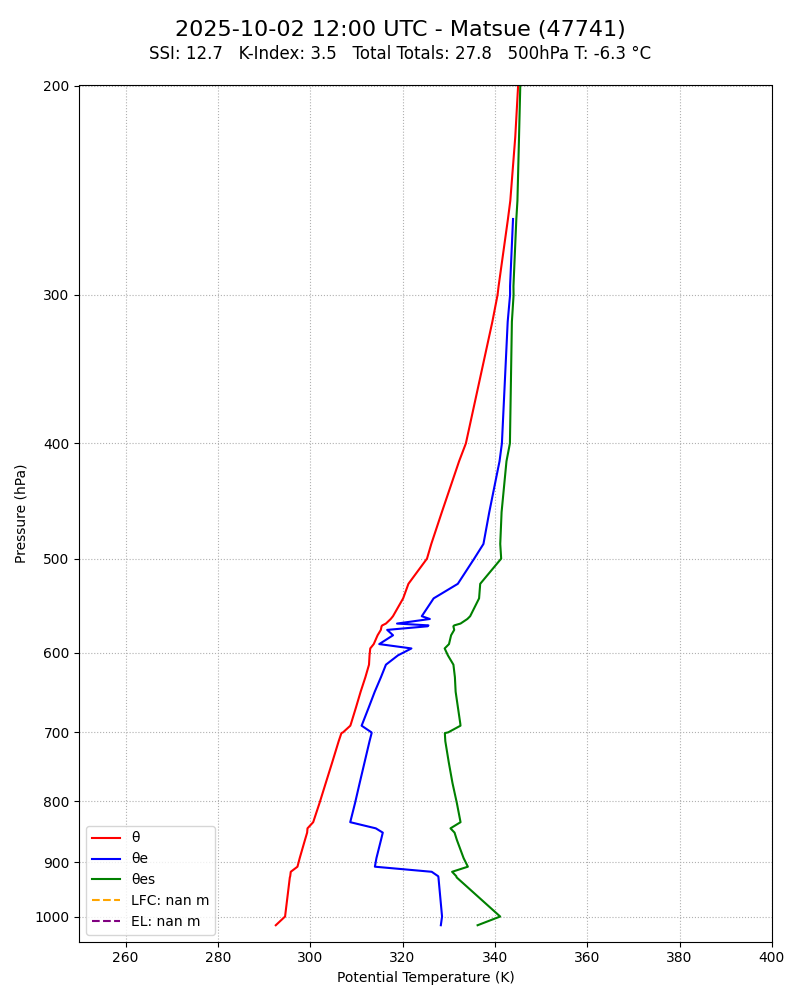 2025-10-02 12:00 UTC - Matsue (47741)
SSI: 12.7   K-Index: 3.5   Total Totals: 27.8   500hPa T: -6.3 °C
200
300
400
500
600
700
800
900
1000
Pressure (hPa)
θ
θe
θes
LFC: nan m
EL: nan m
260
280
300
320
340
360
380
400
Potential Temperature (K)